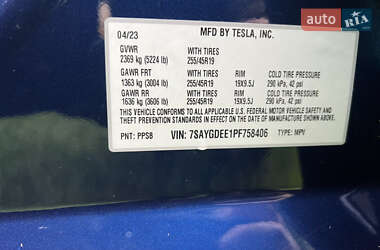 auto RIA.com
04/23 MFD BY TESLA, INC.
GVWR WITH TIRES
2369 kg (5224 lb) 255/45R19
GAWR FRT WITH TIRES RIM COLD TIRE PRESSURE
1363 kg (3004 lb) 255/45R19 19X9.5J 290 kPa, 42 psi
GAWR RR WITH TIRES RIM COLD TIRE PRESSURE
1636 kg (3606 lb) 255/45R19 19X9.5J 290 kPa, 42 psi
THIS VEHICLE CONFORMS TO ALL APPLICABLE U.S. FEDERAL MOTOR VEHICLE
SAFETY AND THEFT PREVENTION STANDARDS IN EFFECT ON THE
DATE OF MANUFACTURE SHOWN ABOVE.
PNT: PPSB VIN: 7SAYGDEE1PF758406 TYPE: MPV